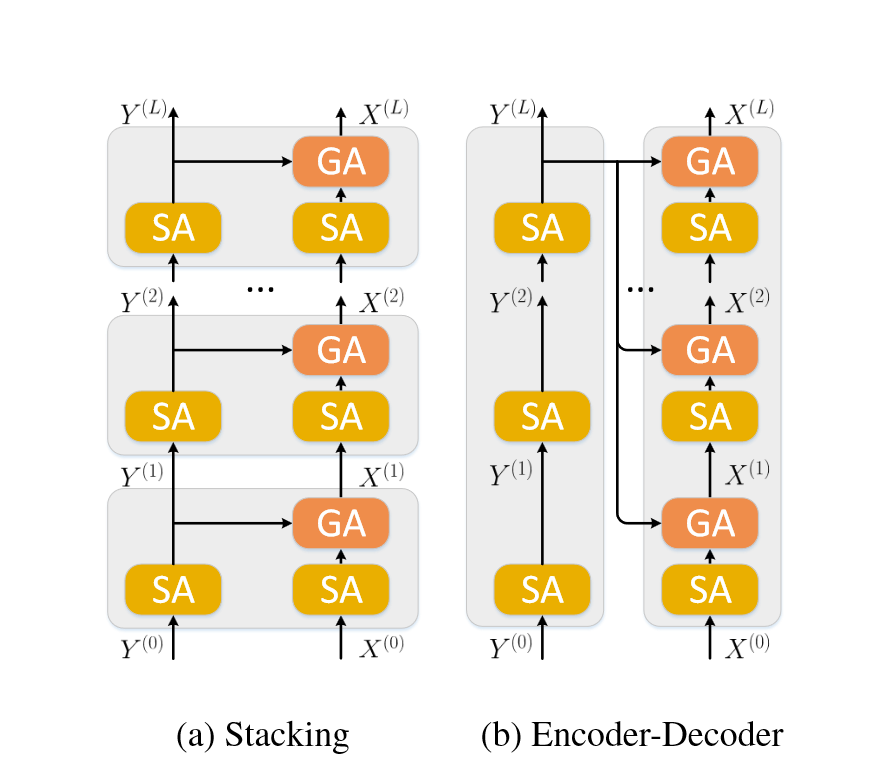 Y^(L) X^(L) Y^(L) X^(L)
GA GA
SA SA SA SA
... ...
Y^(2) X^(2) Y^(2) X^(2)
GA GA
SA SA SA SA
Y^(1) X^(1) Y^(1) X^(1)
GA GA
SA SA SA SA
Y^(0) X^(0) Y^(0) X^(0)
(a) Stacking (b) Encoder-Decoder